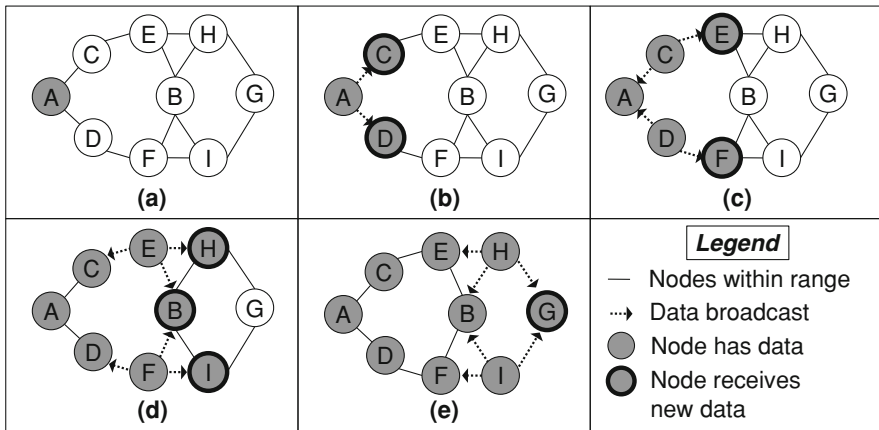 E H
C
A B G
D
F I
(a)
E H
C
A B G
D
F I
(b)
E H
C
A B G
D
F I
(c)
E H
C
A B G
D
F I
(d)
E H
C
A B G
D
F I
(e)
Legend
Nodes within range
Data broadcast
Node has data
Node receives
new data